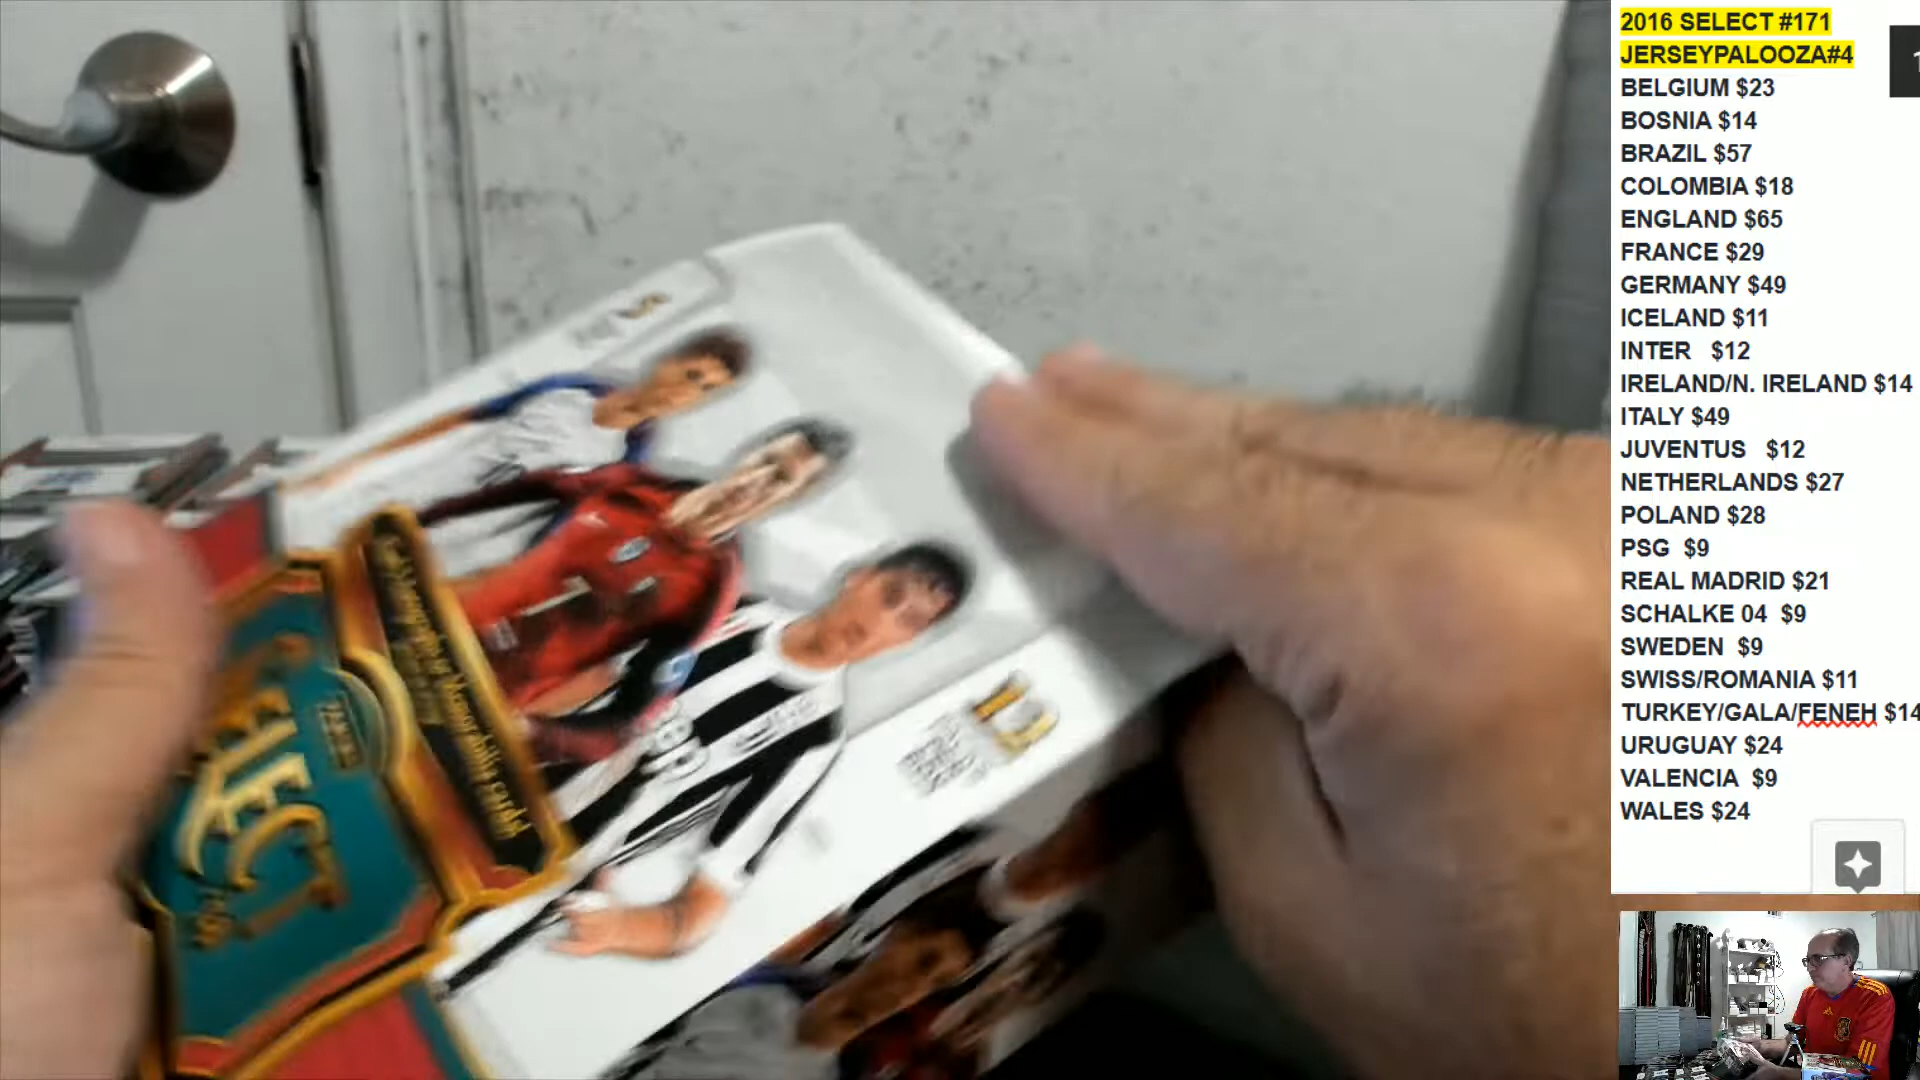 2016 SELECT #171
JERSEYPALOOZA#4
BELGIUM $23
BOSNIA $14
BRAZIL $57
COLOMBIA $18
ENGLAND $65
FRANCE $29
GERMANY $49
ICELAND $11
INTER $12
IRELAND/N. IRELAND $14
ITALY $49
JUVENTUS $12
NETHERLANDS $27
POLAND $28
PSG $9
REAL MADRID $21
SCHALKE 04 $9
SWEDEN $9
SWISS/ROMANIA $11
TURKEY/GALA/FENEH $14
URUGUAY $24
VALENCIA $9
WALES $24
SELECT
PANINI